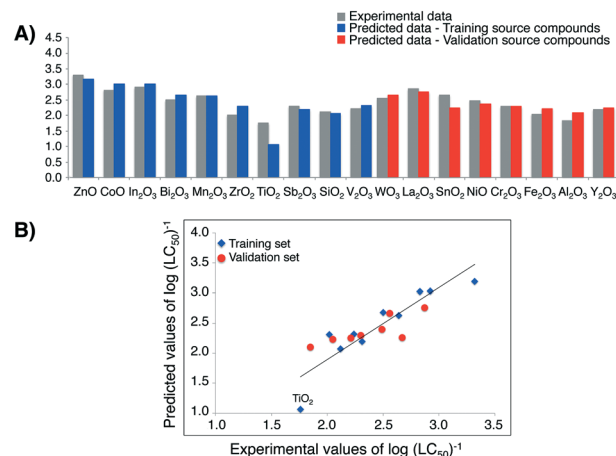 Experimental data
A)
Predicted data - Training source compounds
Predicted data - Validation source compounds
4.5
4.0
3.5
3.0
2.5
2.0
1.5
1.0
0.5
0.0
ZnO CoO In₂O₃ Bi₂O₃ Mn₂O₃ ZrO₂ TiO₂ Sb₂O₃ SiO₂ V₂O₃ WO₃ La₂O₃ SnO₂ NiO Cr₂O₃ Fe₂O₃ Al₂O₃ Y₂O₃
B)
4.0
Training set
Validation set
3.5
3.0
2.5
2.0
1.5
TiO₂
1.0
1.0 1.5 2.0 2.5 3.0 3.5
Predicted values of log (LC₅₀)⁻¹
Experimental values of log (LC₅₀)⁻¹